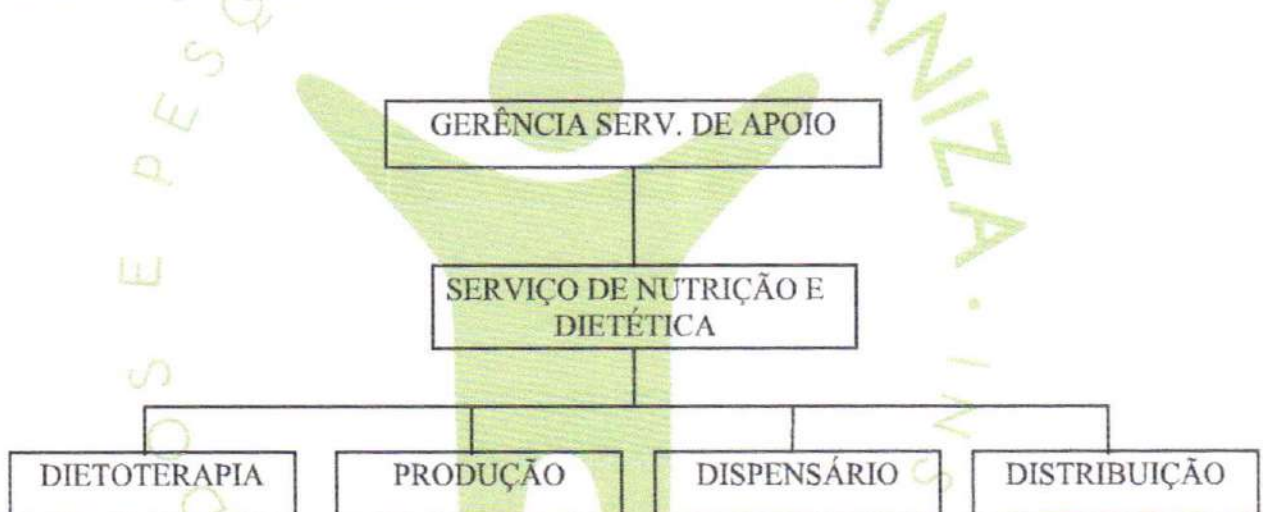 GERÊNCIA SERV. DE APOIO
SERVIÇO DE NUTRIÇÃO E
DIETÉTICA
DIETOTERAPIA
PRODUÇÃO
DISPENSÁRIO
DISTRIBUIÇÃO